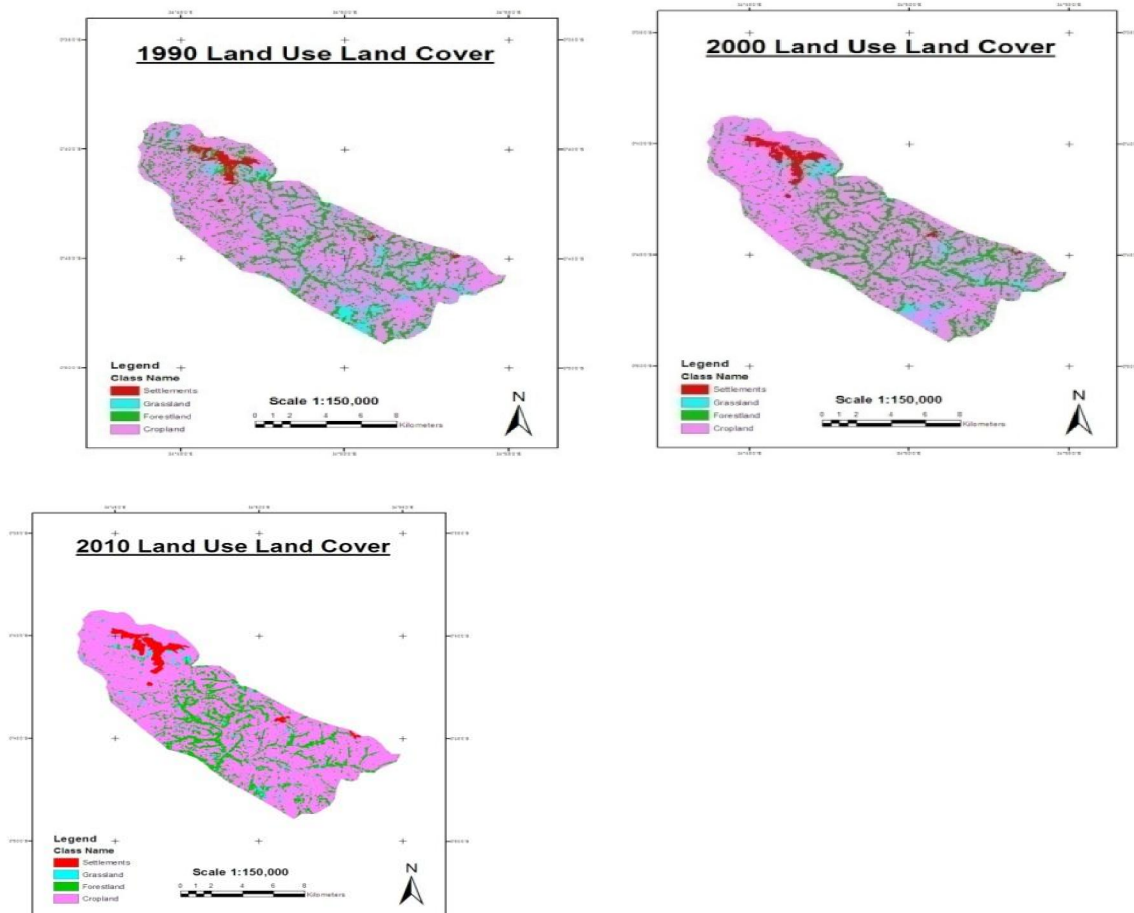 1990 Land Use Land Cover
Legend
Class Name
Settlements
Grassland
Forestland
Cropland
Scale 1:150,000
0 1 2 4 6 8
Kilometers
N
2000 Land Use Land Cover
Legend
Class Name
Settlements
Grassland
Forestland
Cropland
Scale 1:150,000
0 1 2 4 6 8
Kilometers
N
2010 Land Use Land Cover
Legend
Class Name
Settlements
Grassland
Forestland
Cropland
Scale 1:150,000
0 1 2 4 6 8
Kilometers
N